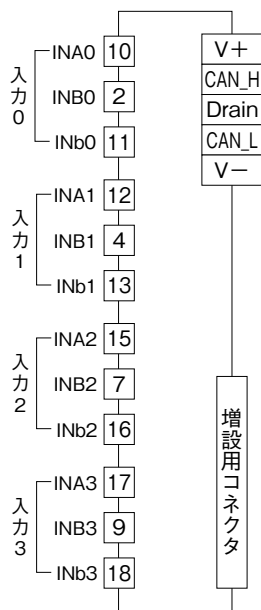 入力0
INA0 10
INB0 2
INb0 11
入力1
INA1 12
INB1 4
INb1 13
入力2
INA2 15
INB2 7
INb2 16
入力3
INA3 17
INB3 9
INb3 18
V+
CAN_H
Drain
CAN_L
V−
増設用コネクタ